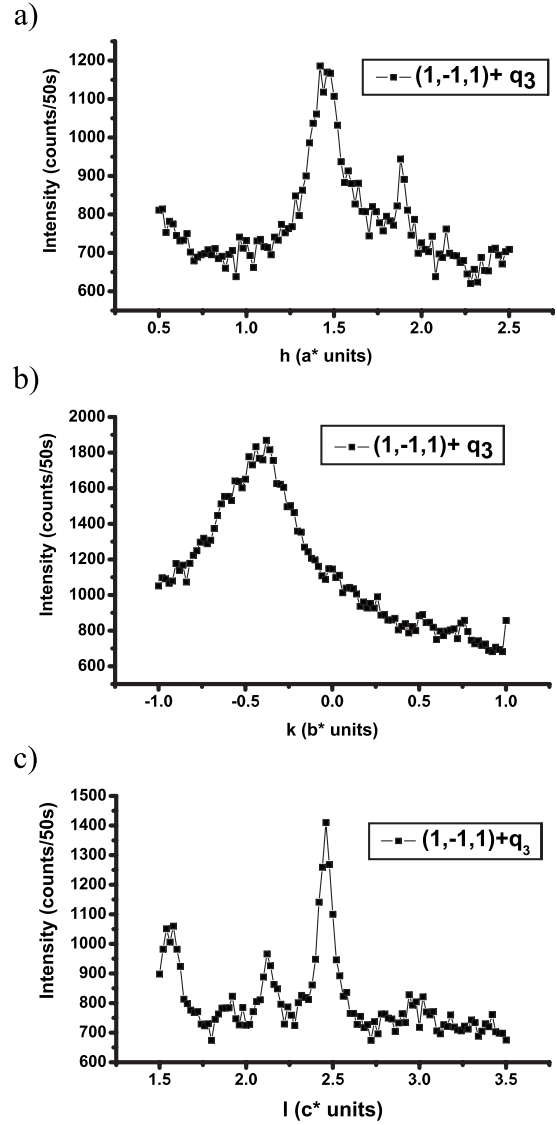 a)
1200
1100
1000
900
800
700
600
Intensity (counts/50s)
(1,-1,1)+ q3
0.5 1.0 1.5 2.0 2.5
h (a* units)
b)
2000
1800
1600
1400
1200
1000
800
600
Intensity (counts/50s)
(1,-1,1)+ q3
-1.0 -0.5 0.0 0.5 1.0
k (b* units)
c)
1500
1400
1300
1200
1100
1000
900
800
700
600
Intensity (counts/50s)
(1,-1,1)+q3
1.5 2.0 2.5 3.0 3.5
l (c* units)